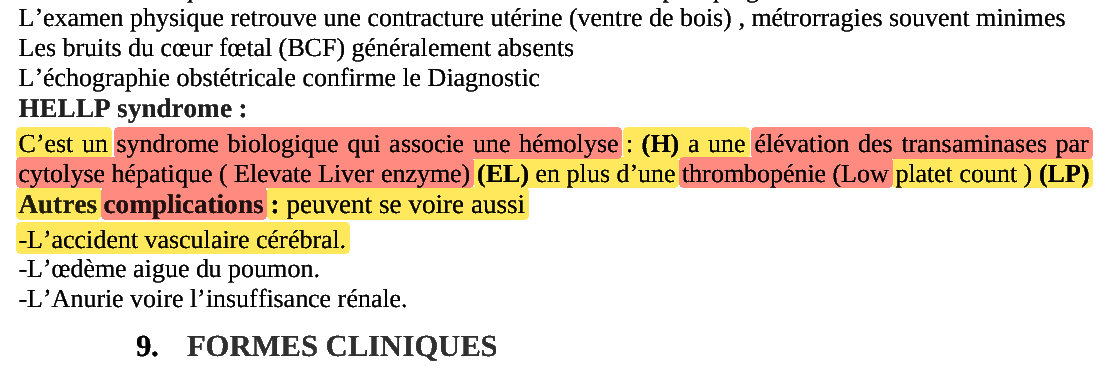 L’examen physique retrouve une contracture utérine (ventre de bois) , métrorragies souvent minimes
Les bruits du cœur fœtal (BCF) généralement absents
L’échographie obstétricale confirme le Diagnostic
HELLP syndrome :
C’est un syndrome biologique qui associe une hémolyse : (H) a une élévation des transaminases par
cytolyse hépatique ( Elevate Liver enzyme) (EL) en plus d’une thrombopénie (Low platet count ) (LP)
Autres complications : peuvent se voire aussi
-L’accident vasculaire cérébral.
-L’œdème aigue du poumon.
-L’Anurie voire l’insuffisance rénale.
9. FORMES CLINIQUES